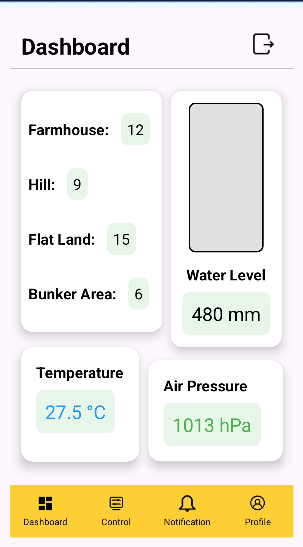 Dashboard
Farmhouse: 12
Hill: 9
Flat Land: 15
Bunker Area: 6
Water Level
480 mm
Temperature
27.5 °C
Air Pressure
1013 hPa
Dashboard Control Notification Profile